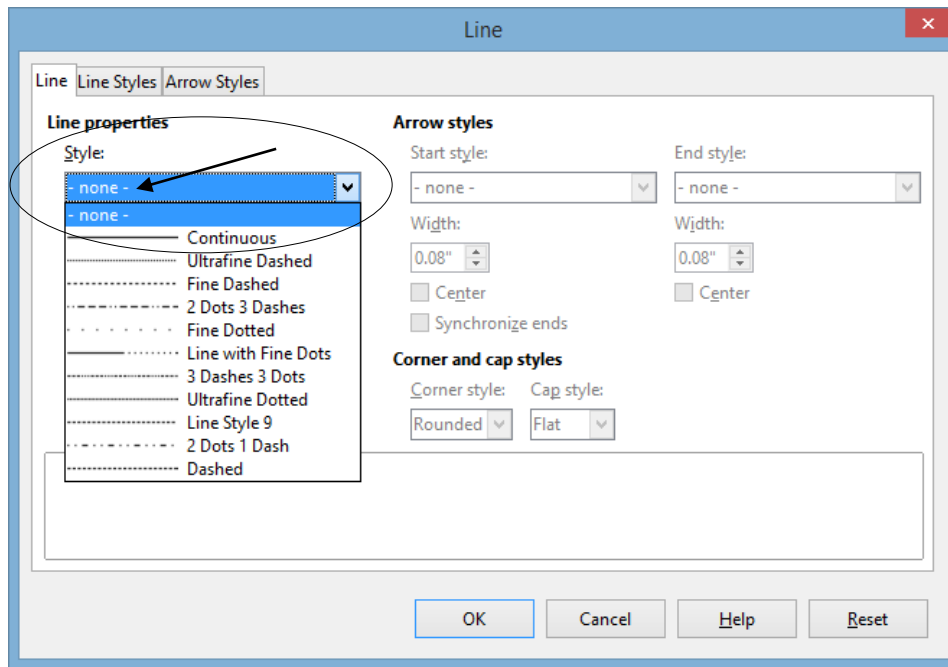 Line
Line Line Styles Arrow Styles
Line properties
Style:
- none -
- none -
Continuous
Ultrafine Dashed
Fine Dashed
2 Dots 3 Dashes
Fine Dotted
Line with Fine Dots
3 Dashes 3 Dots
Ultrafine Dotted
Line Style 9
2 Dots 1 Dash
Dashed
Arrow styles
Start style: End style:
- none - - none -
Width: Width:
0.08" 0.08"
Center Center
Synchronize ends
Corner and cap styles
Corner style: Cap style:
Rounded Flat
OK Cancel Help Reset